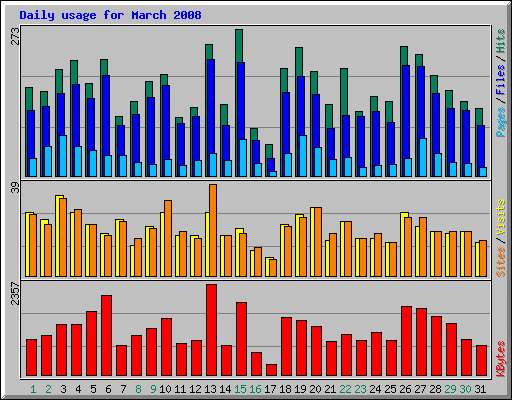 Daily usage for March 2008
273
Pages / Files / Hits
39
Sites / Visits
2357
KBytes
1 2 3 4 5 6 7 8 9 10 11 12 13 14 15 16 17 18 19 20 21 22 23 24 25 26 27 28 29 30 31